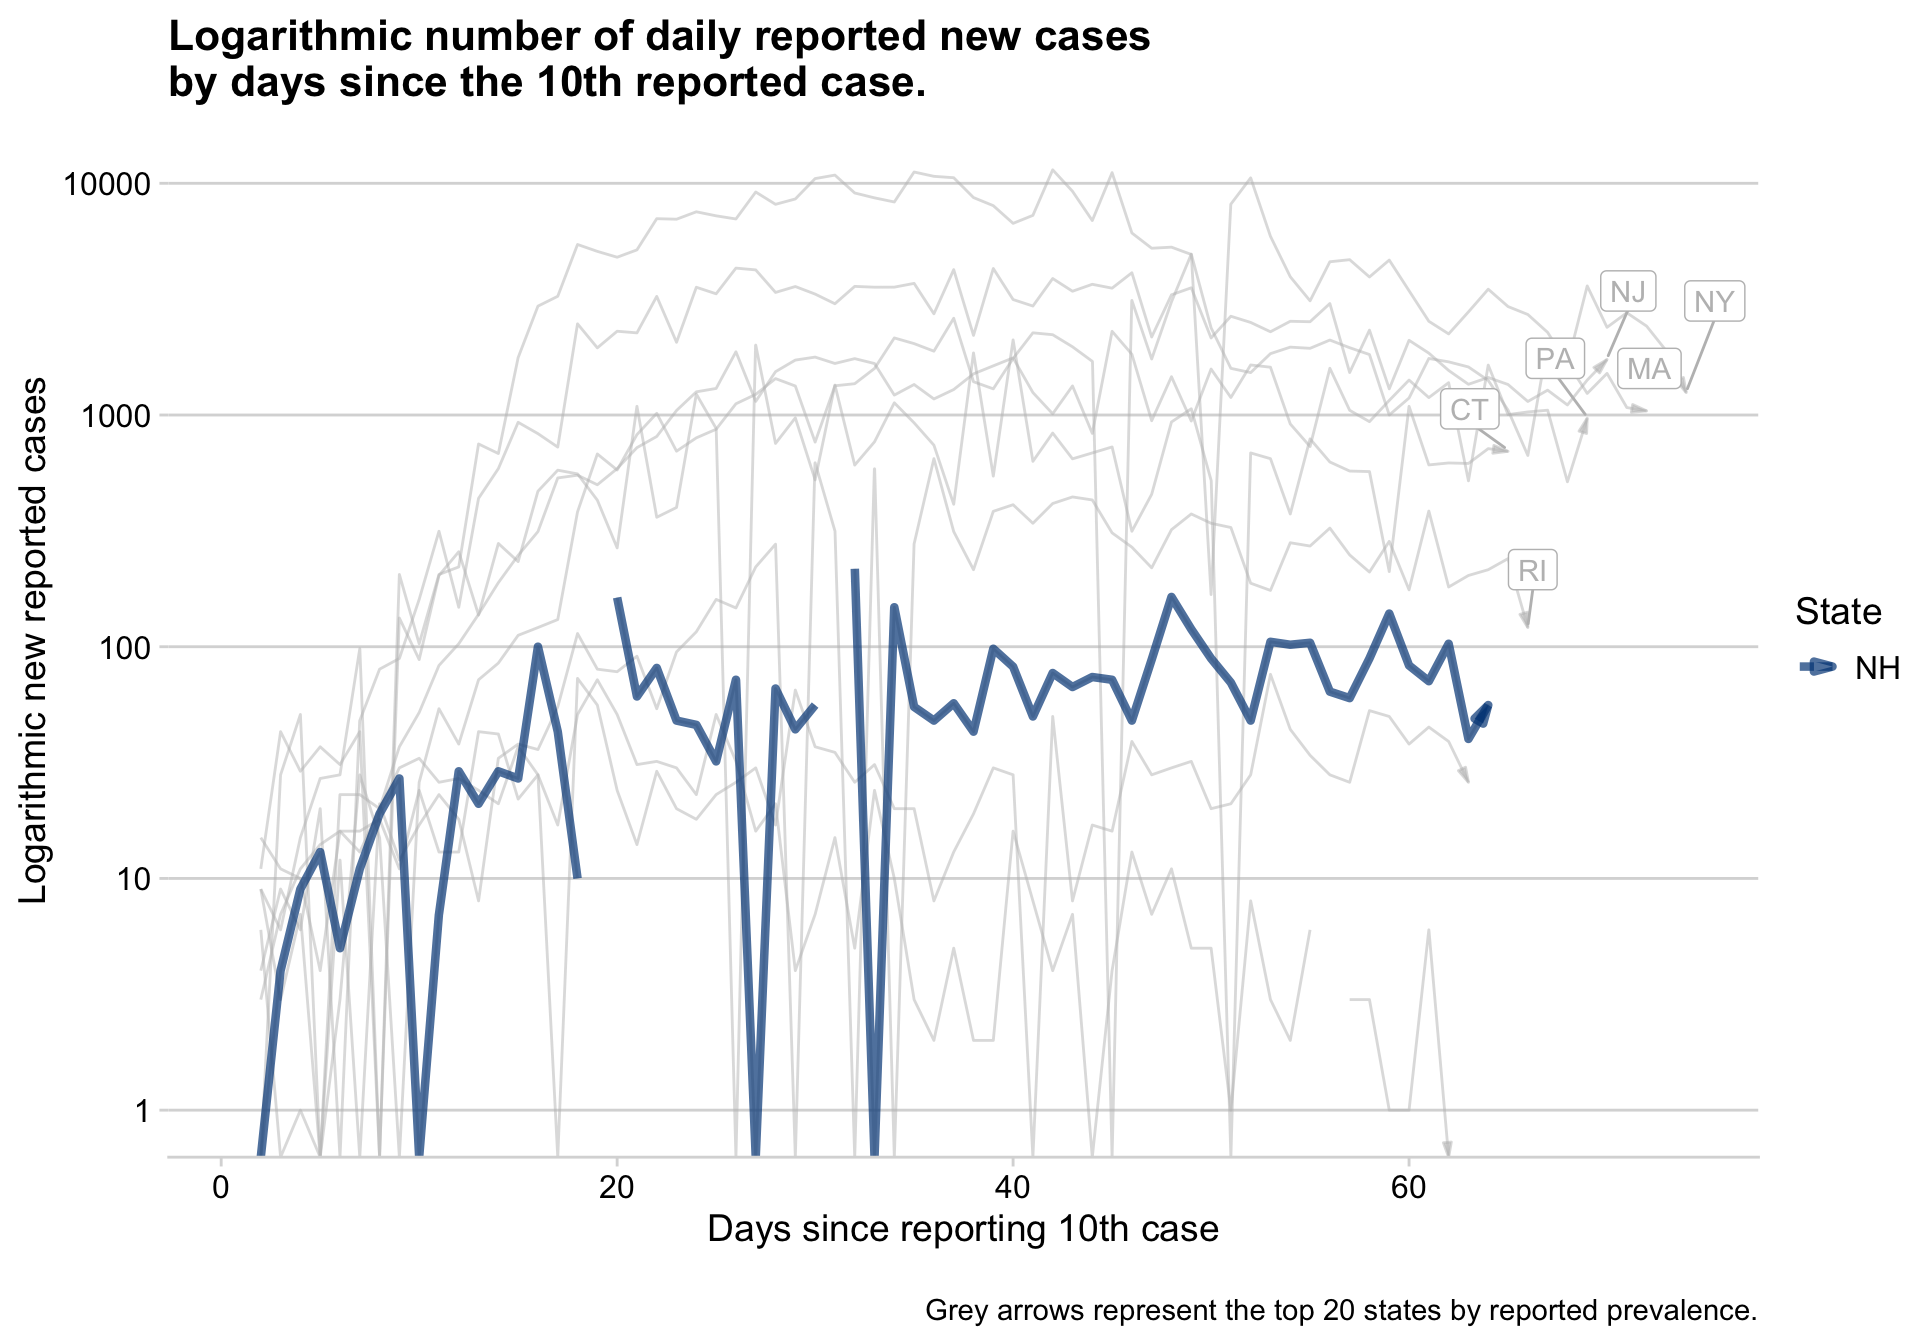 Logarithmic number of daily reported new cases
by days since the 10th reported case.
Logarithmic new reported cases
10000
1000
100
10
1
NJ
NY
PA
MA
CT
RI
State
NH
0
20
40
60
Days since reporting 10th case
Grey arrows represent the top 20 states by reported prevalence.